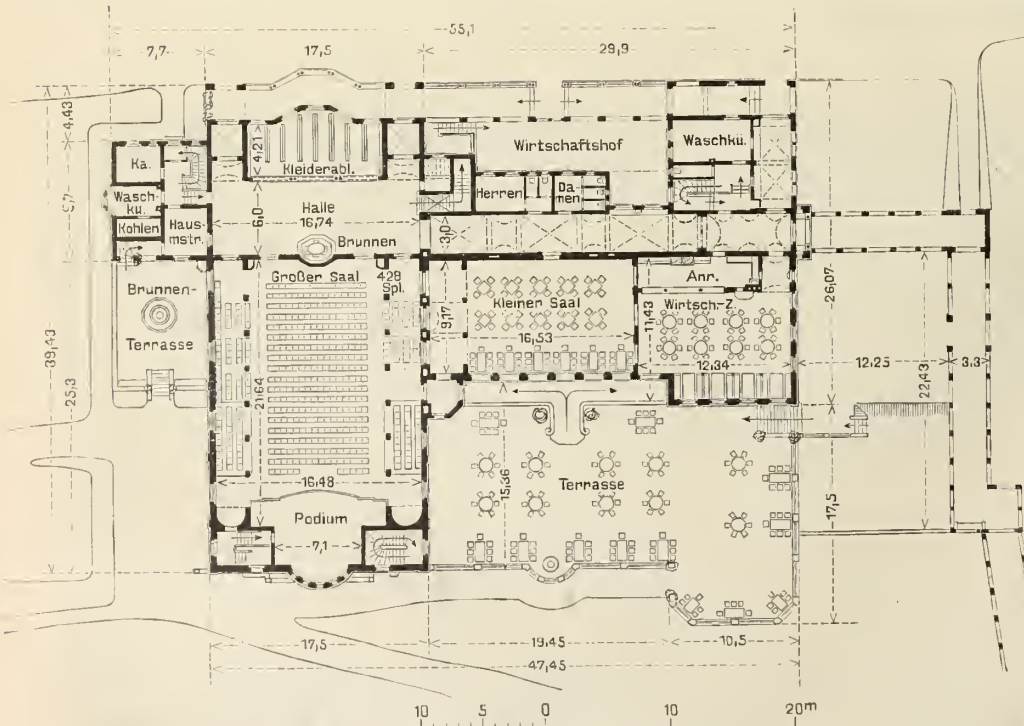 55,1
7,7
17,5
29,9
4,43
4,21
Kleiderabl.
Wirtschaftshof
Waschkü.
Ka.
Wasch-
kü.
Kohlen
Haus-
mstr.
9,7
6,0
Halle
16,74
Herren
Da-
men
3,0
Brunnen
Großer Saal
428
Spl.
Brunnen-
Terrasse
Kleiner Saal
16,53
9,17
Anr.
Wirtsch-Z.
11,43
12,34
26,07
12,25
3,3
22,43
39,43
25,3
21,64
16,48
Podium
7,1
15,36
Terrasse
17,5
17,5
19,45
10,5
47,45
10 5 0 10 20m